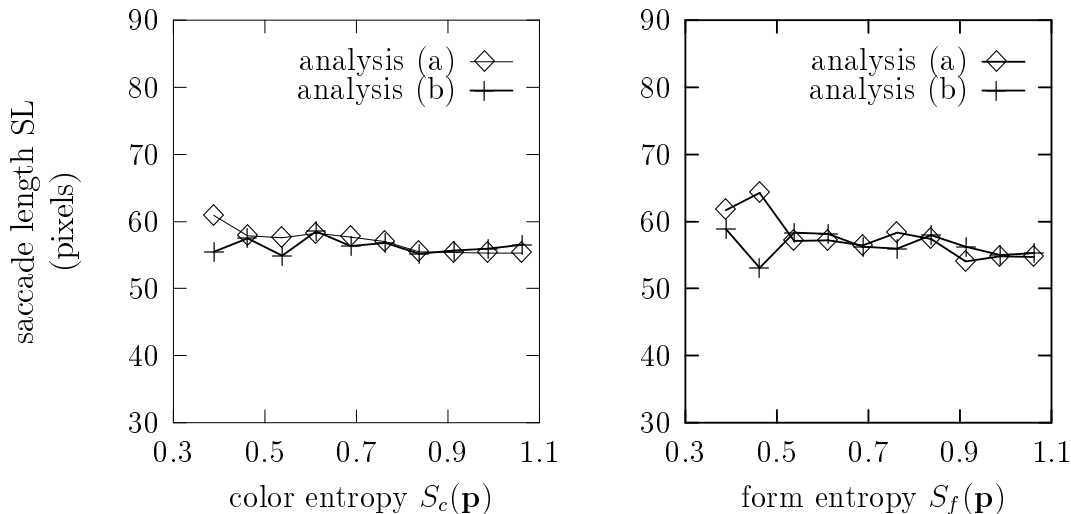 saccade length SL
(pixels)
90
80
70
60
50
40
30
0.3 0.5 0.7 0.9 1.1
analysis (a)
analysis (b)
color entropy S_c(p)
90
80
70
60
50
40
30
0.3 0.5 0.7 0.9 1.1
analysis (a)
analysis (b)
form entropy S_f(p)